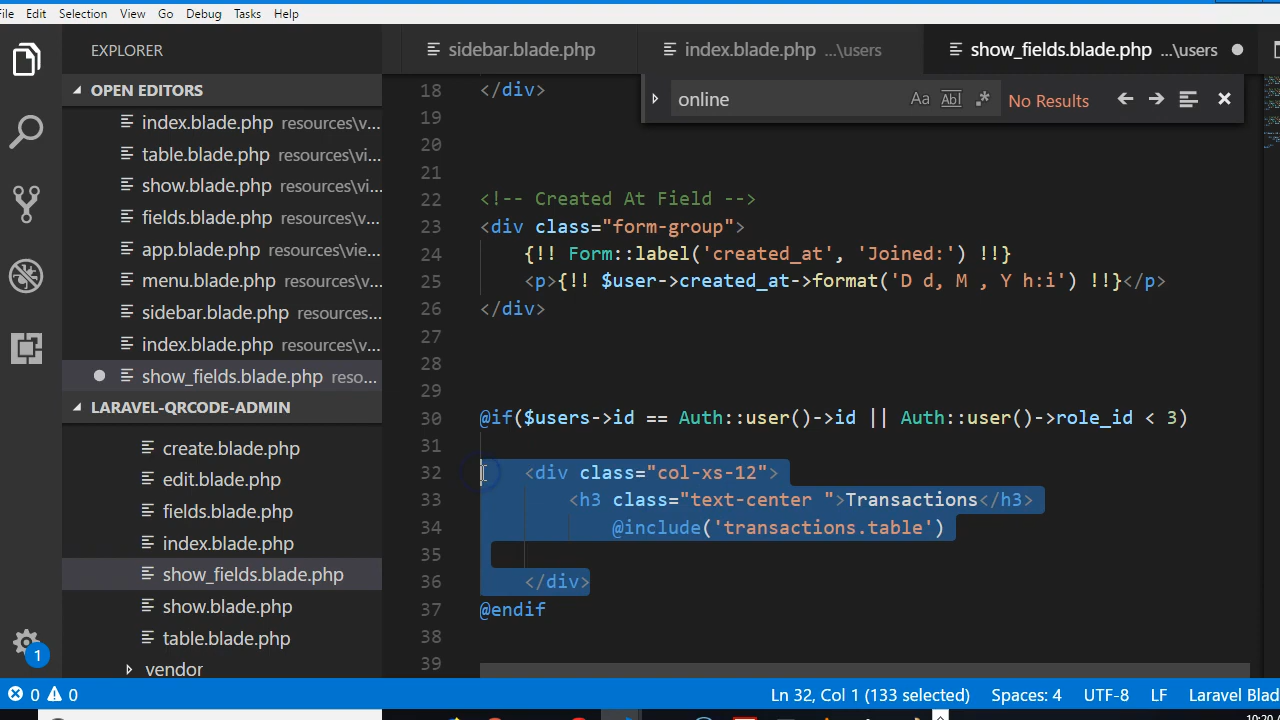 File Edit Selection View Go Debug Tasks Help
EXPLORER
sidebar.blade.php
index.blade.php ...\users
show_fields.blade.php ...\users
OPEN EDITORS
index.blade.php resources\v...
table.blade.php resources\vi...
show.blade.php resources\vi...
fields.blade.php resources\v...
app.blade.php resources\vie...
menu.blade.php resources\v...
sidebar.blade.php resources...
index.blade.php resources\v...
show_fields.blade.php reso...
LARAVEL-QRCODE-ADMIN
create.blade.php
edit.blade.php
fields.blade.php
index.blade.php
show_fields.blade.php
show.blade.php
table.blade.php
vendor
1
online
Aa Abl .* No Results
18 </div>
19
20
21
22 <!-- Created At Field -->
23 <div class="form-group">
24 {!! Form::label('created_at', 'Joined:') !!}
25 <p>{!! $user->created_at->format('D d, M , Y h:i') !!}</p>
26 </div>
27
28
29
30 @if($users->id == Auth::user()->id || Auth::user()->role_id < 3)
31
32 <div class="col-xs-12">
33 <h3 class="text-center ">Transactions</h3>
34 @include('transactions.table')
35
36 </div>
37 @endif
38
39
0 0
Ln 32, Col 1 (133 selected) Spaces: 4 UTF-8 LF Laravel Blad